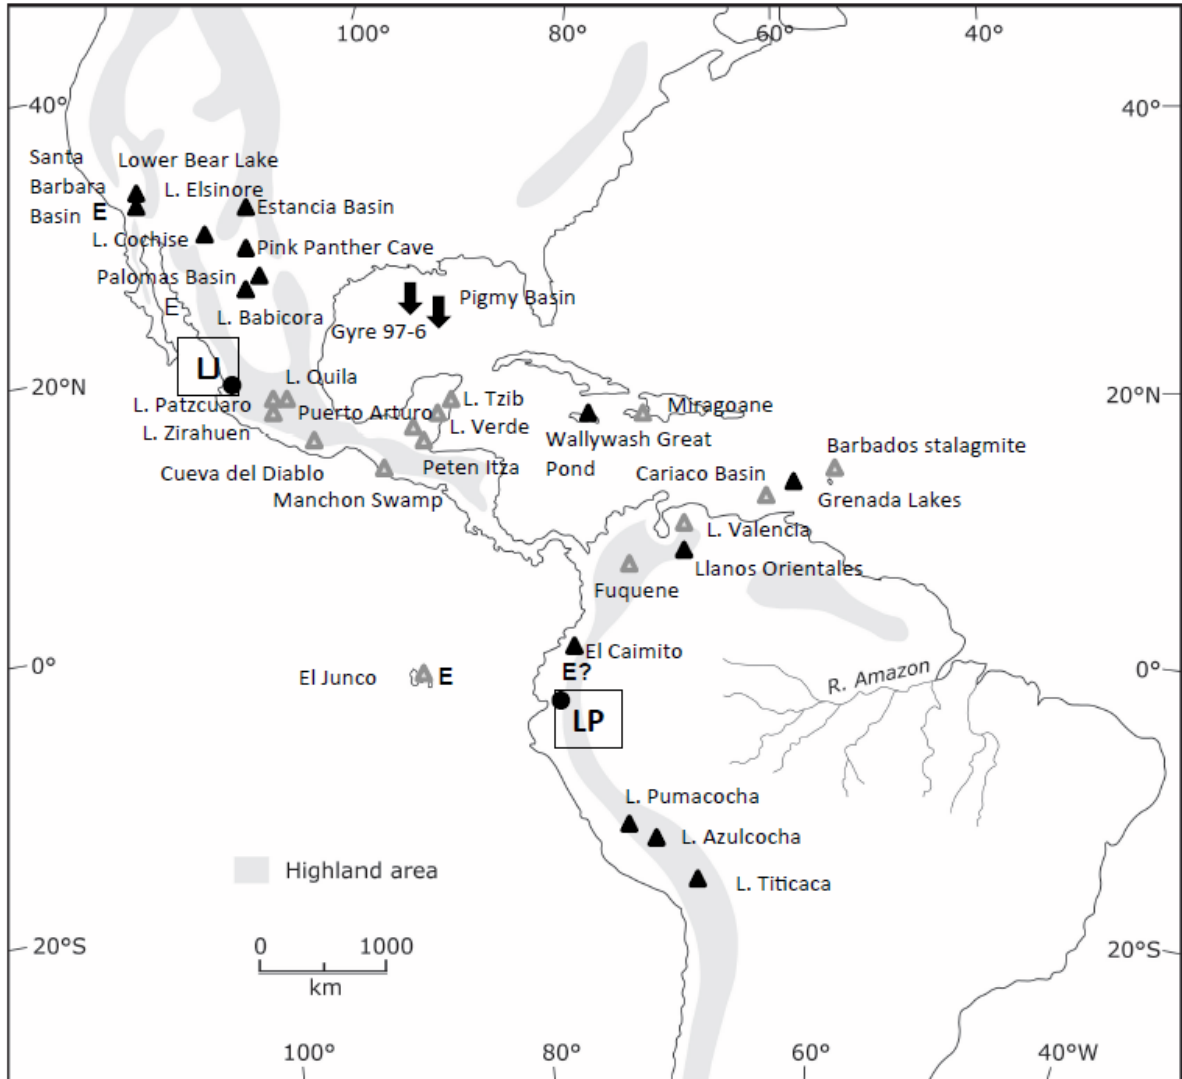 100°
80°
60°
40°
40°
40°
Santa
Barbara
Basin
E
Lower Bear Lake
L. Elsinore
Estancia Basin
L. Cochise
Pink Panther Cave
Palomas Basin
E
L. Babicora
Gyre 97-6
Pigmy Basin
LJ
L. Quila
20°N
20°N
L. Patzcuaro
Puerto Arturo
L. Tzib
Miragoane
L. Zirahuen
L. Verde
Wallywash Great
Pond
Barbados stalagmite
Cueva del Diablo
Peten Itza
Cariaco Basin
Manchon Swamp
Grenada Lakes
L. Valencia
Llanos Orientales
Fuquene
El Caimito
0°
0°
E?
El Junco
E
R. Amazon
LP
L. Pumacocha
L. Azulcocha
Highland area
L. Titicaca
20°S
20°S
0 1000
km
100°
80°
60°
40°W